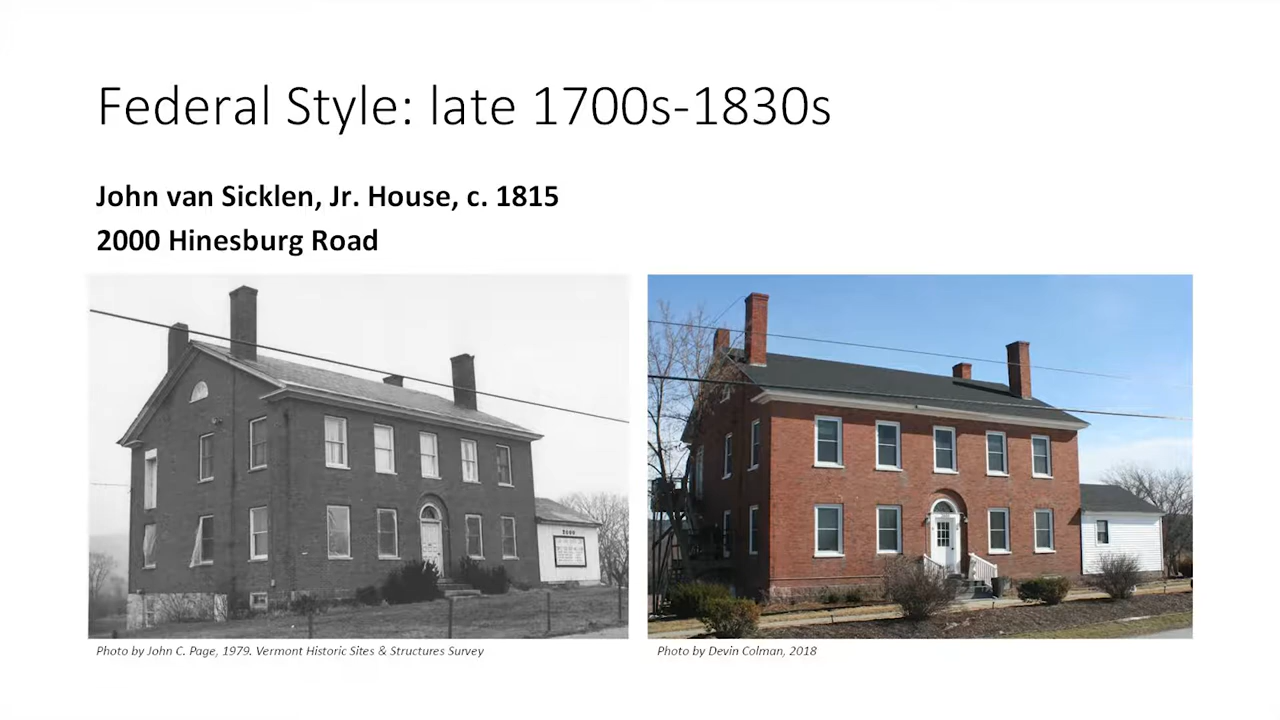 Federal Style: late 1700s-1830s
John van Sicklen, Jr. House, c. 1815
2000 Hinesburg Road
Photo by John C. Page, 1979. Vermont Historic Sites & Structures Survey
Photo by Devin Colman, 2018